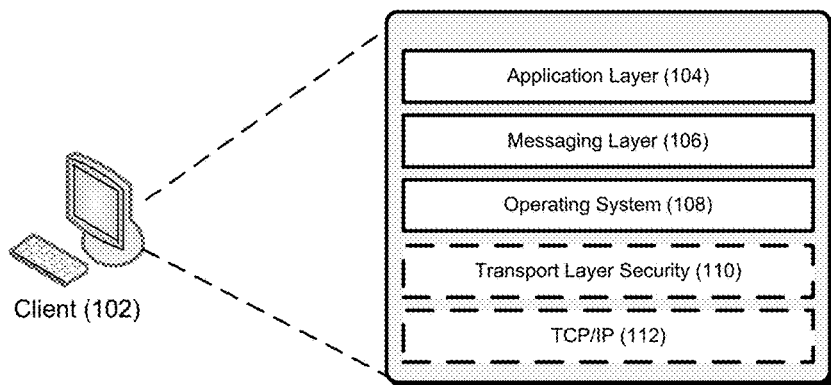 Application Layer (104)
Messaging Layer (106)
Operating System (108)
Transport Layer Security (110)
TCP/IP (112)
Client (102)